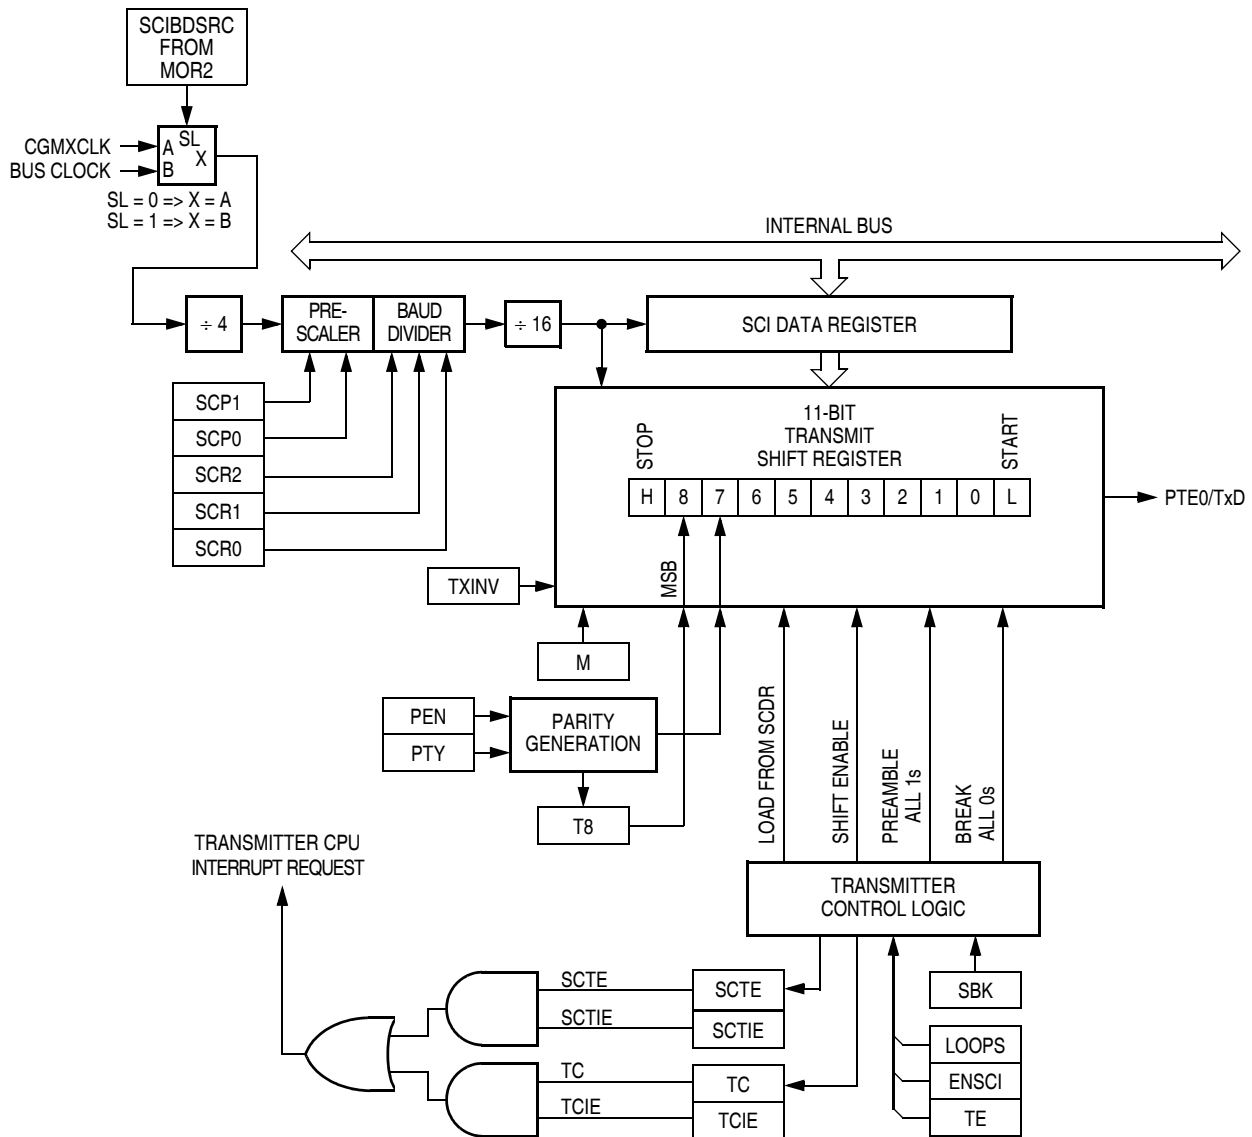 SCIBDSRC
FROM
MOR2
CGMXCLK
BUS CLOCK
SL
A
X
B
SL = 0 => X = A
SL = 1 => X = B
INTERNAL BUS
÷ 4
PRE-
SCALER
BAUD
DIVIDER
÷ 16
SCI DATA REGISTER
SCP1
SCP0
SCR2
SCR1
SCR0
11-BIT
TRANSMIT
SHIFT REGISTER
STOP
START
H 8 7 6 5 4 3 2 1 0 L
PTE0/TxD
TXINV
MSB
M
PEN
PTY
PARITY
GENERATION
T8
LOAD FROM SCDR
SHIFT ENABLE
PREAMBLE
ALL 1s
BREAK
ALL 0s
TRANSMITTER CPU
INTERRUPT REQUEST
TRANSMITTER
CONTROL LOGIC
SCTE
SCTE
SCTIE
SCTIE
SBK
LOOPS
ENSCI
TE
TC
TC
TCIE
TCIE